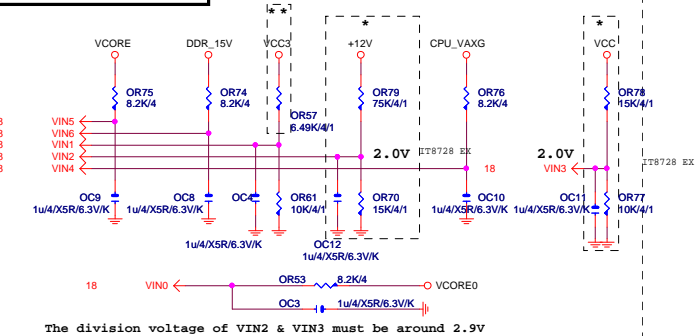 **
*
*
VCORE
DDR_15V
VCC3
+12V
CPU_VAXG
VCC
OR75
8.2K/4
OR74
8.2K/4
OR57
6.49K/4/1
OR79
75K/4/1
OR76
8.2K/4
OR78
15K/4/1
VIN5
VIN6
VIN1
VIN2
VIN4
2.0V
IT8728 EX
18
2.0V
VIN3
IT8728 EX
OC9
1u/4/X5R/6.3V/K
OC8
1u/4/X5R/6.3V/K
OC4
1u/4/X5R/6.3V/K
OR61
10K/4/1
OC12
1u/4/X5R/6.3V/K
OR70
15K/4/1
OC10
1u/4/X5R/6.3V/K
OC11
1u/4/X5R/6.3V/K
OR77
10K/4/1
18
VIN0
OR53
8.2K/4
VCORE0
OC3
1u/4/X5R/6.3V/K
The division voltage of VIN2 & VIN3 must be around 2.9V